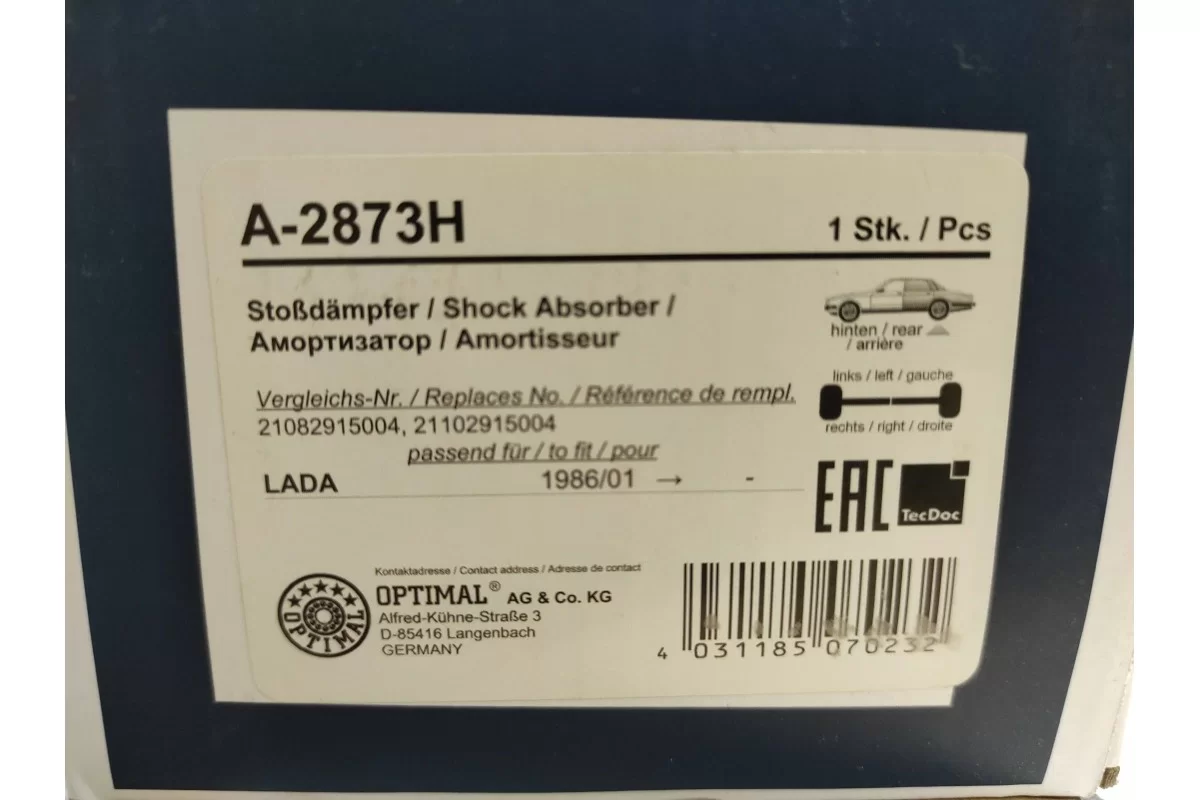 A-2873H
1 Stk. / Pcs
Stoßdämpfer / Shock Absorber /
Амортизатор / Amortisseur
hinten / rear
/ arrière
links / left / gauche
rechts / right / droite
Vergleichs-Nr. / Replaces No. / Référence de rempl.
21082915004, 21102915004
passend für / to fit / pour
LADA 1986/01 → -
EAC
TecDoc
Kontaktadresse / Contact address / Adresse de contact
OPTIMAL® AG & Co. KG
Alfred-Kühne-Straße 3
D-85416 Langenbach
GERMANY
OPTIMAL
4 031185 070232